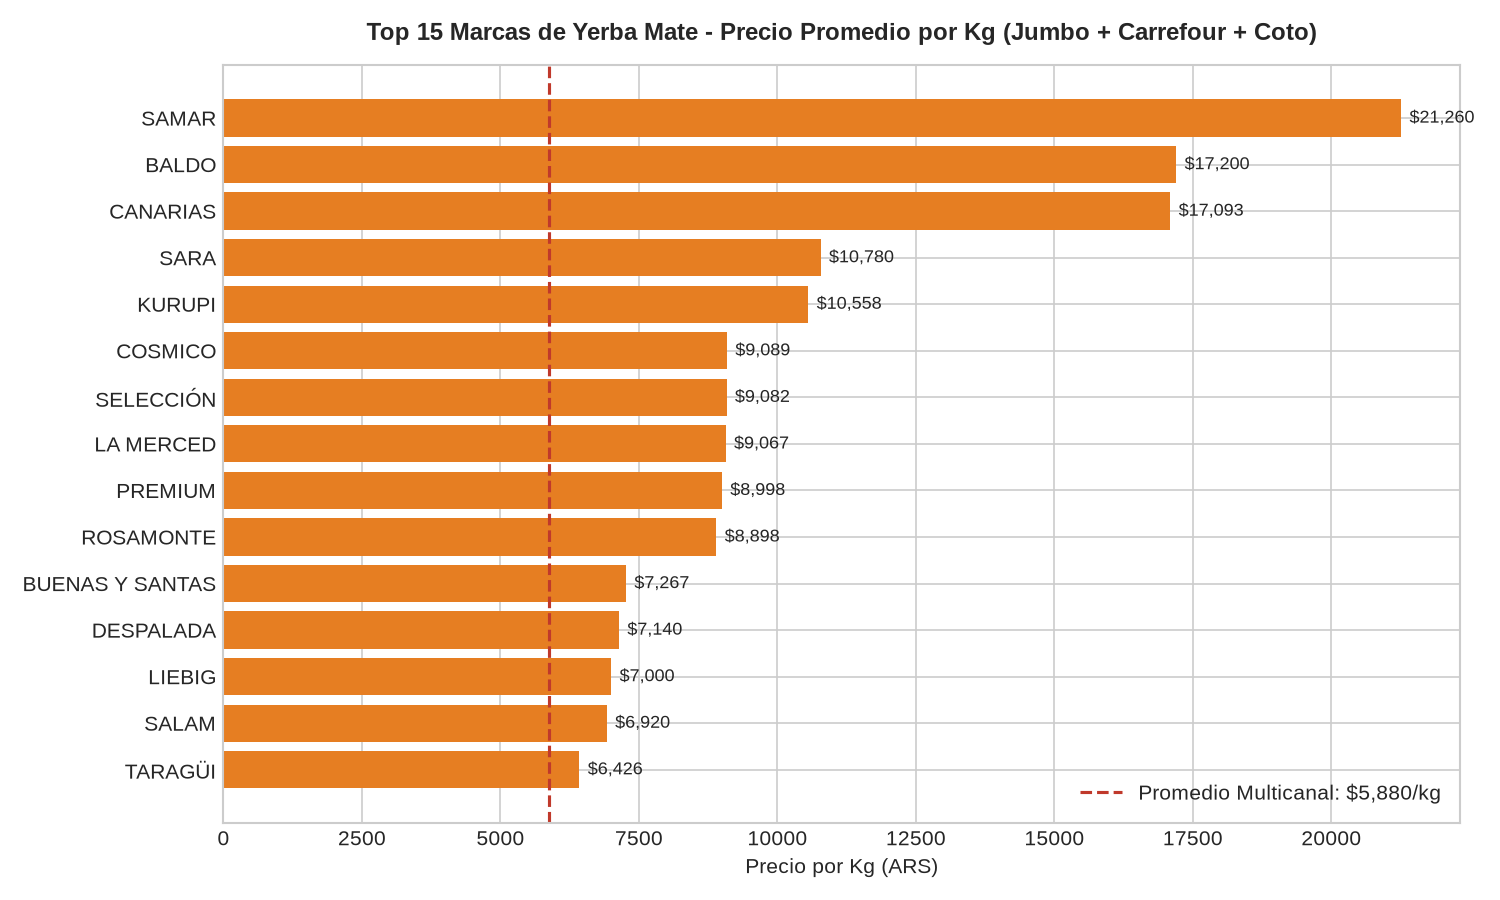 Top 15 Marcas de Yerba Mate - Precio Promedio por Kg (Jumbo + Carrefour + Coto)
SAMAR $21,260
BALDO $17,200
CANARIAS $17,093
SARA $10,780
KURUPI $10,558
COSMICO $9,089
SELECCIÓN $9,082
LA MERCED $9,067
PREMIUM $8,998
ROSAMONTE $8,898
BUENAS Y SANTAS $7,267
DESPALADA $7,140
LIEBIG $7,000
SALAM $6,920
TARAGÜI $6,426
Promedio Multicanal: $5,880/kg
0 2500 5000 7500 10000 12500 15000 17500 20000
Precio por Kg (ARS)